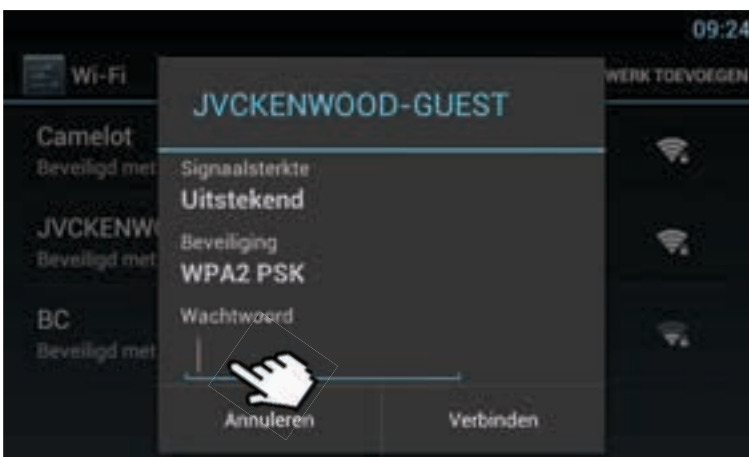 09:24
Wi-Fi
WERK TOEVOEGEN
JVCKENWOOD-GUEST
Camelot
Beveiligd met
Signaalsterkte
Uitstekend
JVCKENW
Beveiligd met
Beveiliging
WPA2 PSK
BC
Beveiligd met
Wachtwoord
Annuleren Verbinden